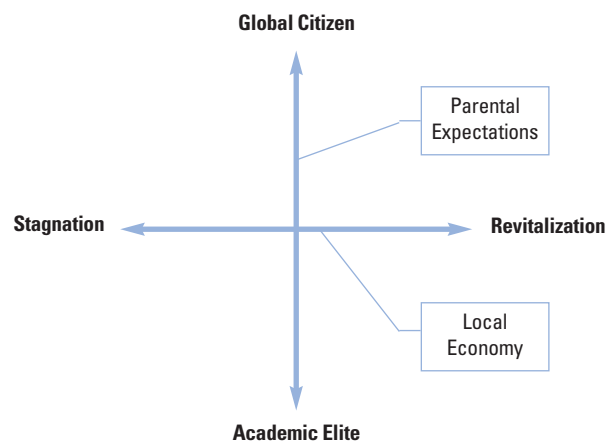 Global Citizen
Parental
Expectations
Stagnation
Revitalization
Local
Economy
Academic Elite